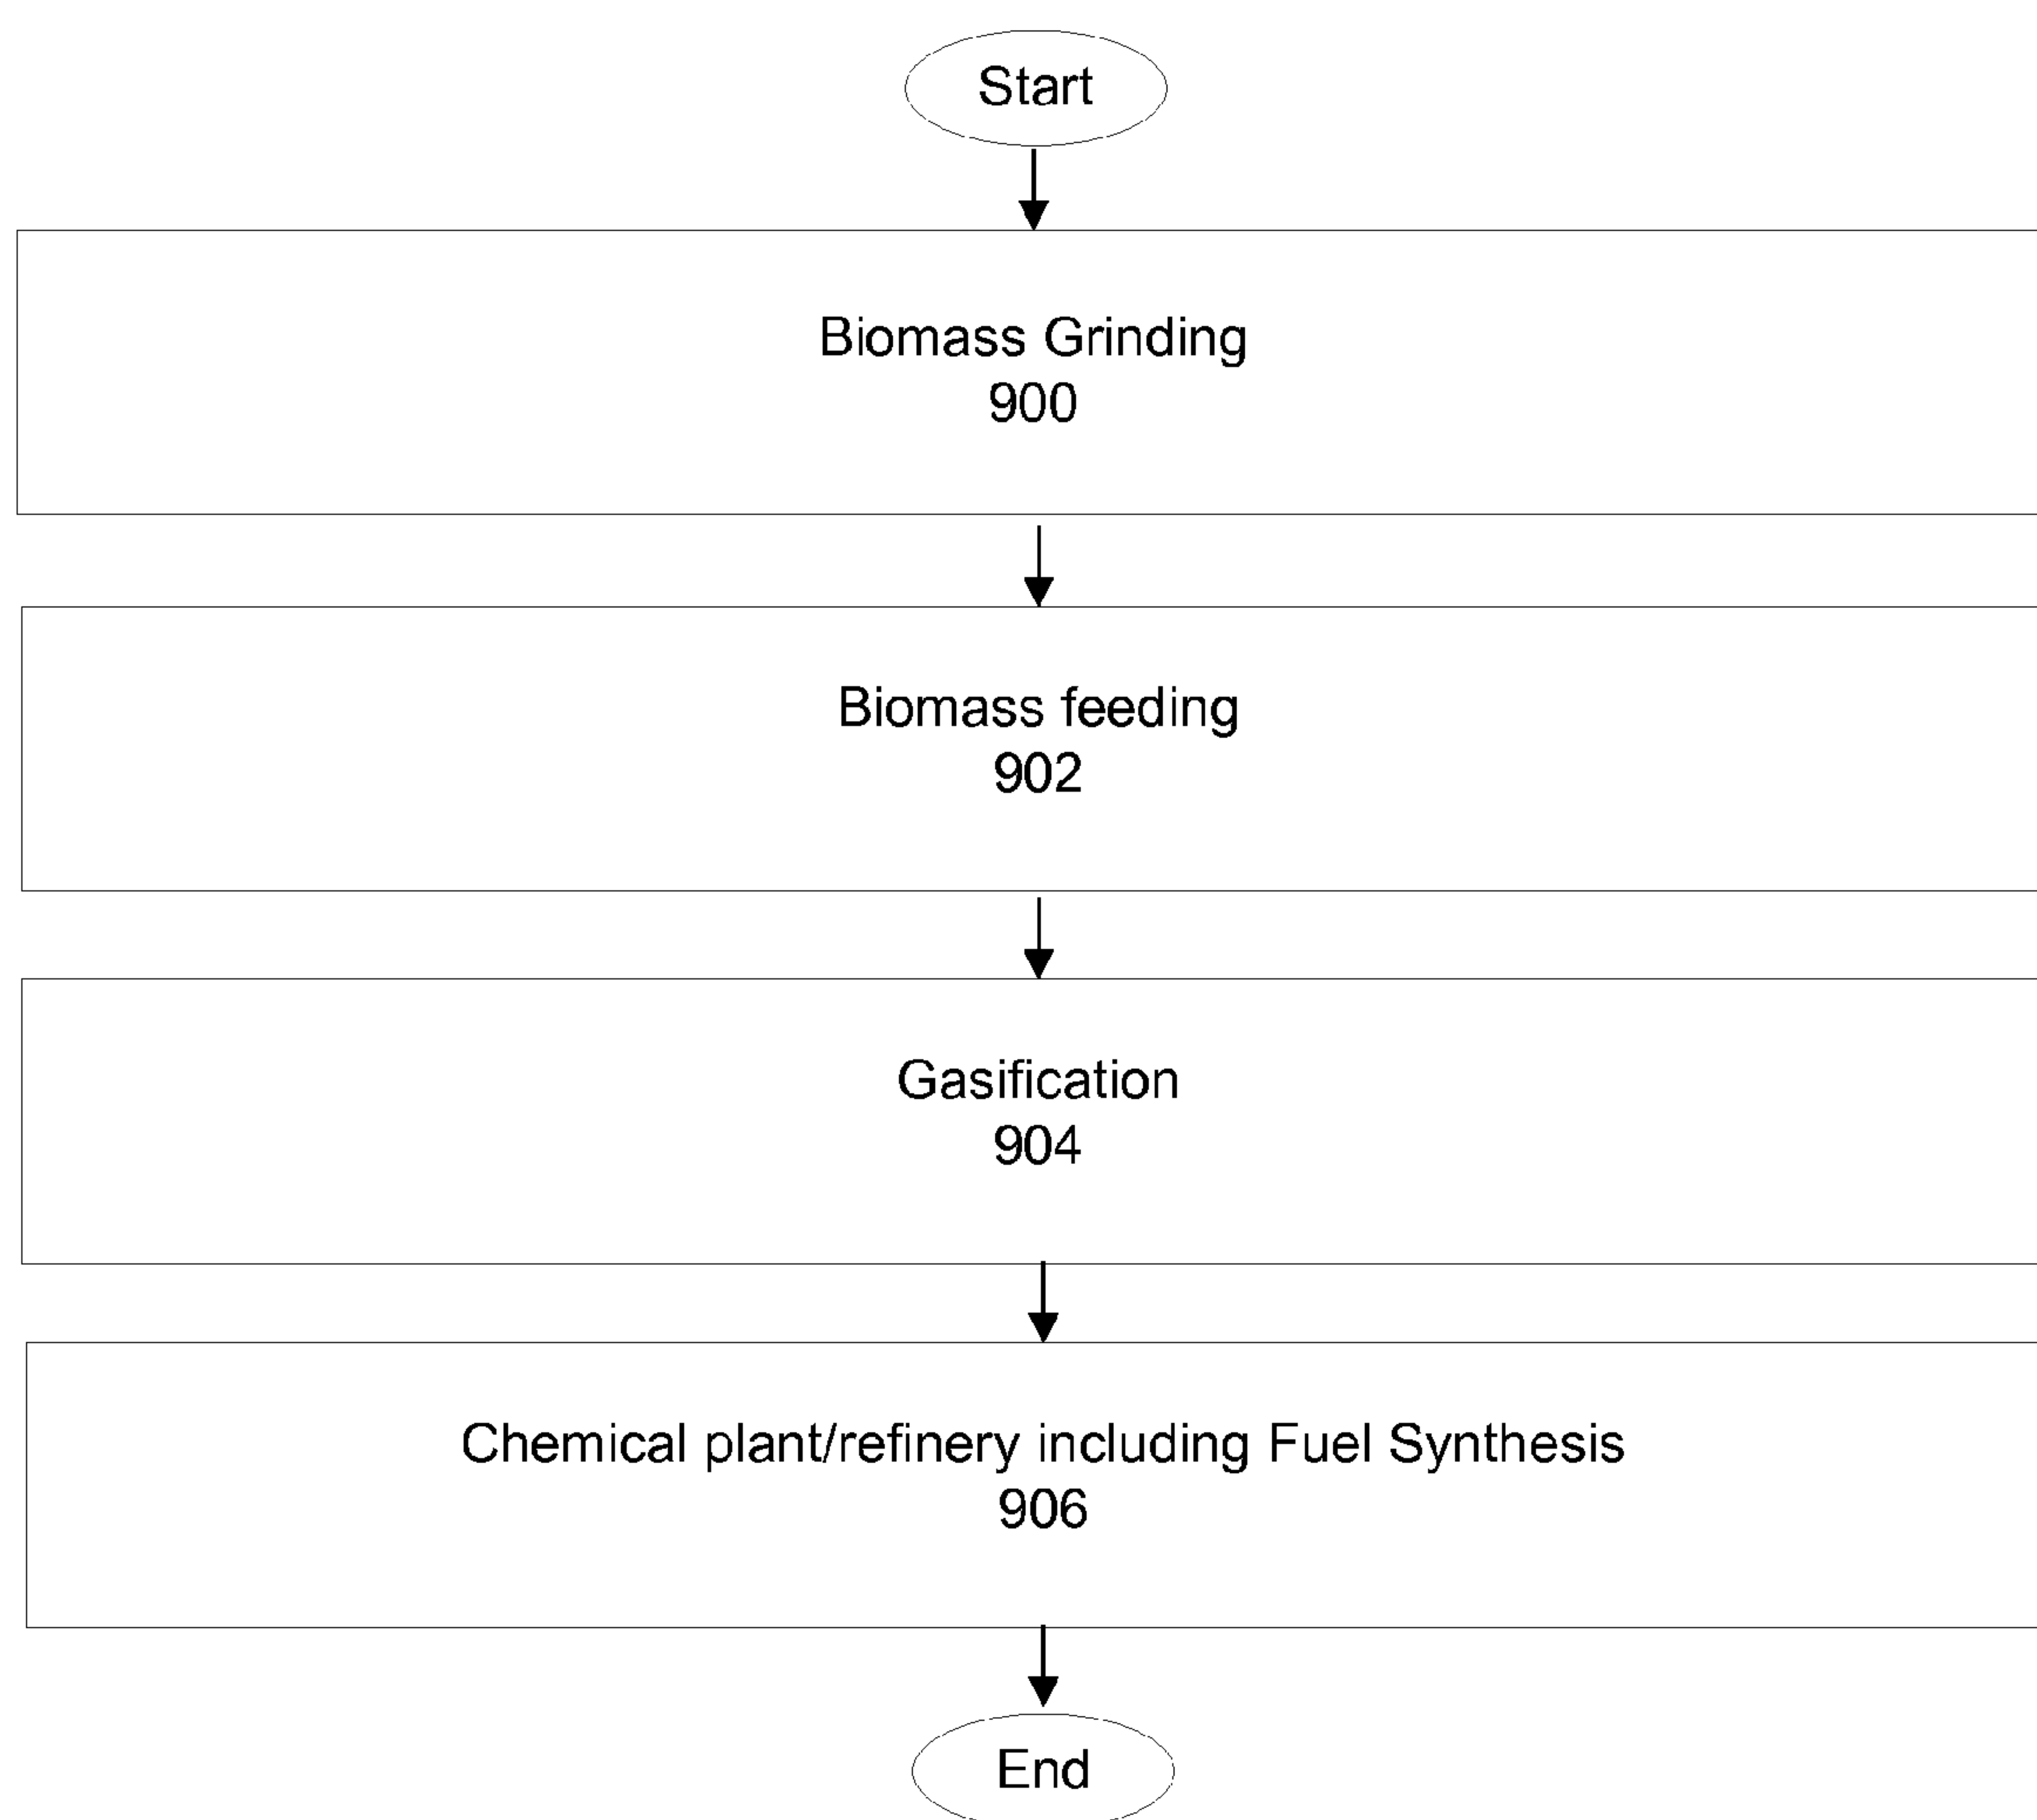 Start
Biomass Grinding
900
Biomass feeding
902
Gasification
904
Chemical plant/refinery including Fuel Synthesis
906
End